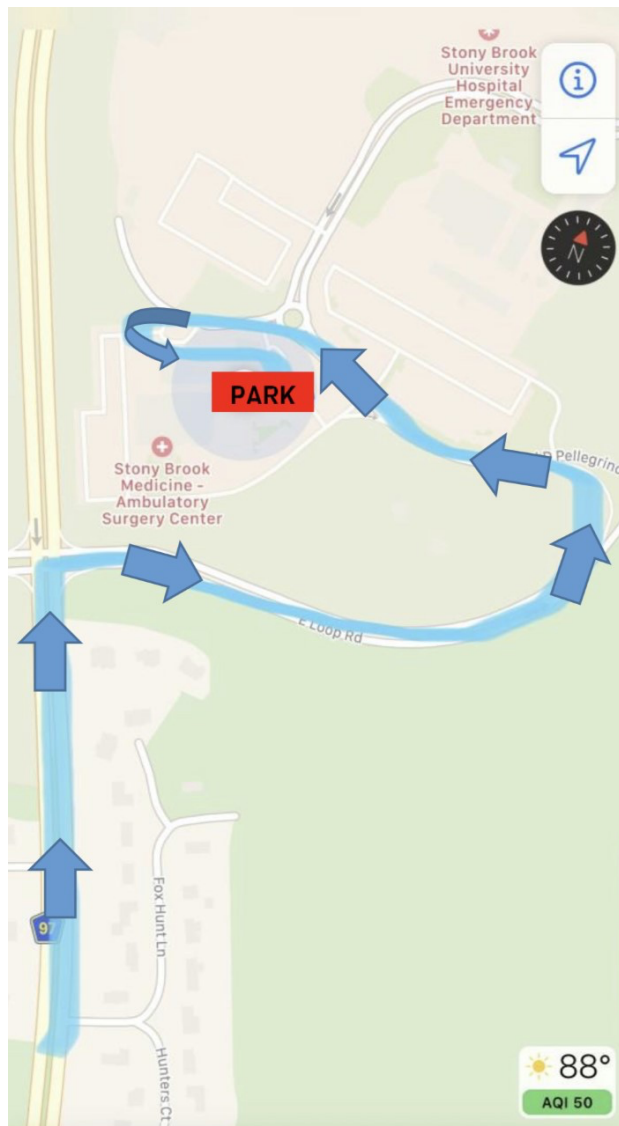 Stony Brook
University
Hospital
Emergency
Department
N
PARK
Stony Brook
Medicine -
Ambulatory
Surgery Center
Pellegrino
E Loop Rd
97
Fox Hunt Ln
Hunters Ct
88°
AQI 50